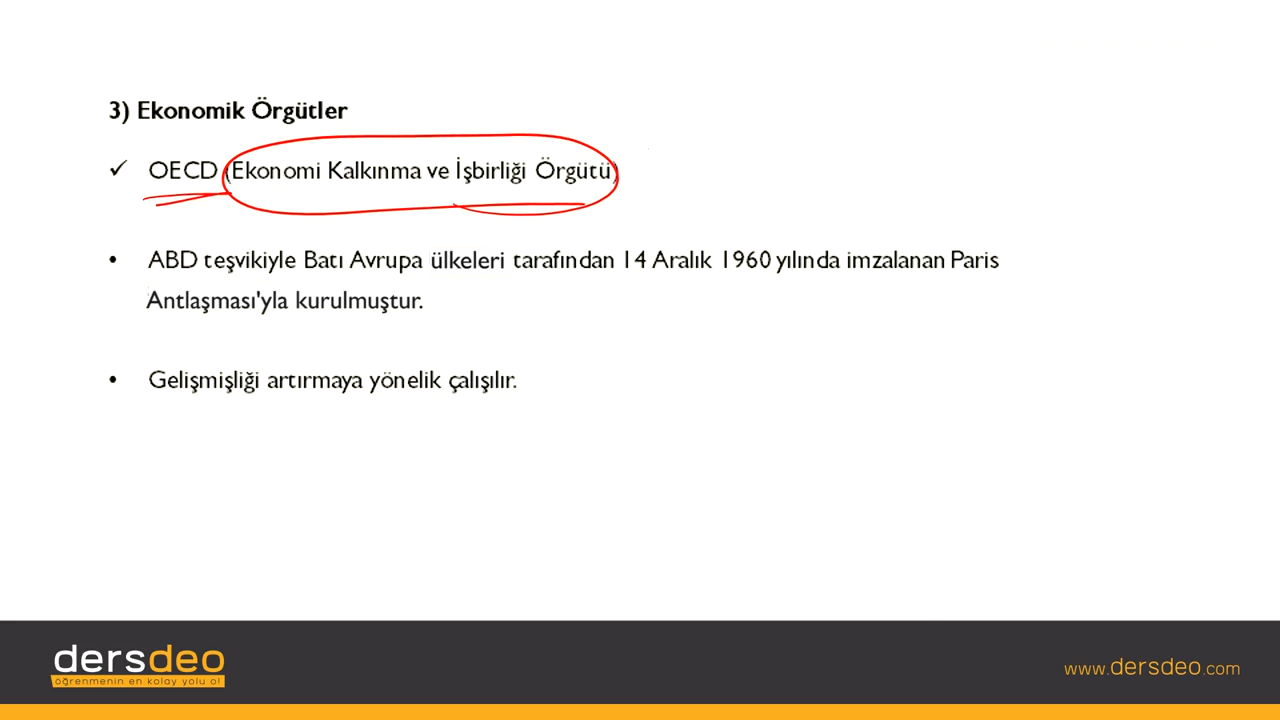 3) Ekonomik Örgütler
✓ OECD (Ekonomi Kalkınma ve İşbirliği Örgütü)
• ABD teşvikiyle Batı Avrupa ülkeleri tarafından 14 Aralık 1960 yılında imzalanan Paris
Antlaşması'yla kurulmuştur.
• Gelişmişliği artırmaya yönelik çalışılır.
dersdeo
öğrenmenin en kolay yolu o!
www.dersdeo.com